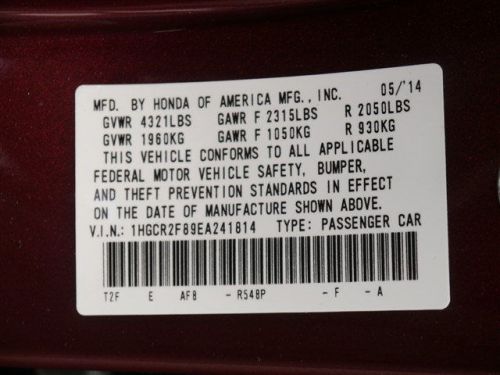 MFD. BY HONDA OF AMERICA MFG., INC. 05/'14
GVWR 4321LBS GAWR F 2315LBS R 2050LBS
GVWR 1960KG GAWR F 1050KG R 930KG
THIS VEHICLE CONFORMS TO ALL APPLICABLE
FEDERAL MOTOR VEHICLE SAFETY, BUMPER,
AND THEFT PREVENTION STANDARDS IN EFFECT
ON THE DATE OF MANUFACTURE SHOWN ABOVE.
V.I.N.: 1HGCR2F89EA241814 TYPE: PASSENGER CAR
T2F E AF8 - R548P - F - A